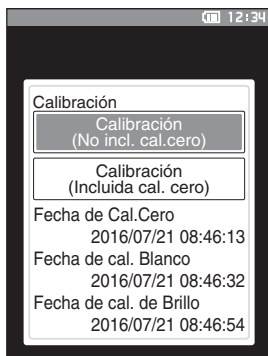 12:34
Calibración
Calibración
(No incl. cal.cero)
Calibración
(Incluida cal. cero)
Fecha de Cal.Cero
2016/07/21 08:46:13
Fecha de cal. Blanco
2016/07/21 08:46:32
Fecha de cal. de Brillo
2016/07/21 08:46:54